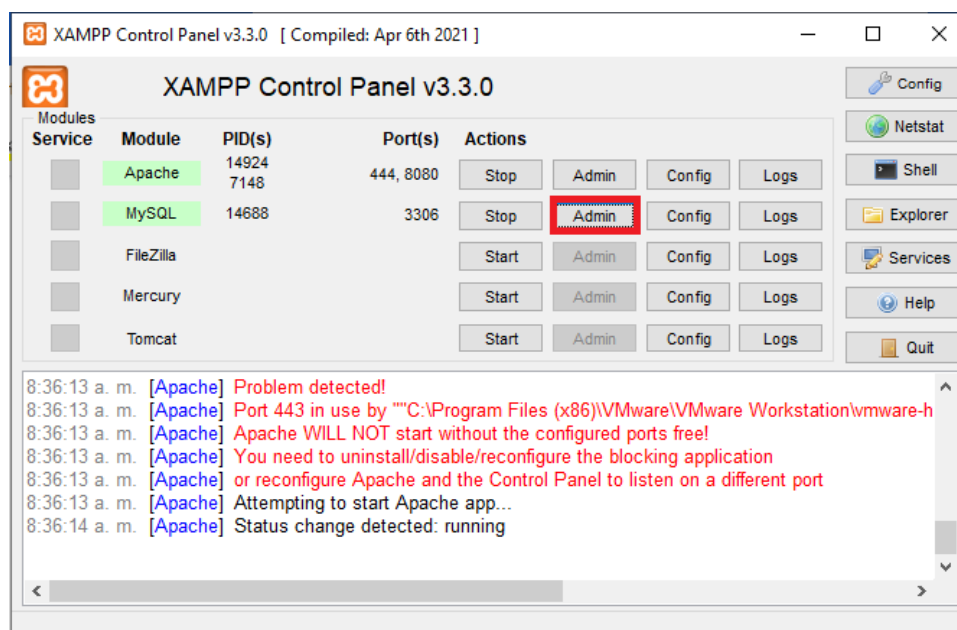 XAMPP Control Panel v3.3.0 [ Compiled: Apr 6th 2021 ]
XAMPP Control Panel v3.3.0
Config
Modules
Service Module PID(s) Port(s) Actions
Netstat
Apache 14924 7148 444, 8080 Stop Admin Config Logs
Shell
MySQL 14688 3306 Stop Admin Config Logs
Explorer
FileZilla Start Admin Config Logs
Services
Mercury Start Admin Config Logs
Help
Tomcat Start Admin Config Logs
Quit
8:36:13 a. m. [Apache] Problem detected!
8:36:13 a. m. [Apache] Port 443 in use by ""C:\Program Files (x86)\VMware\VMware Workstation\vmware-h
8:36:13 a. m. [Apache] Apache WILL NOT start without the configured ports free!
8:36:13 a. m. [Apache] You need to uninstall/disable/reconfigure the blocking application
8:36:13 a. m. [Apache] or reconfigure Apache and the Control Panel to listen on a different port
8:36:13 a. m. [Apache] Attempting to start Apache app...
8:36:14 a. m. [Apache] Status change detected: running